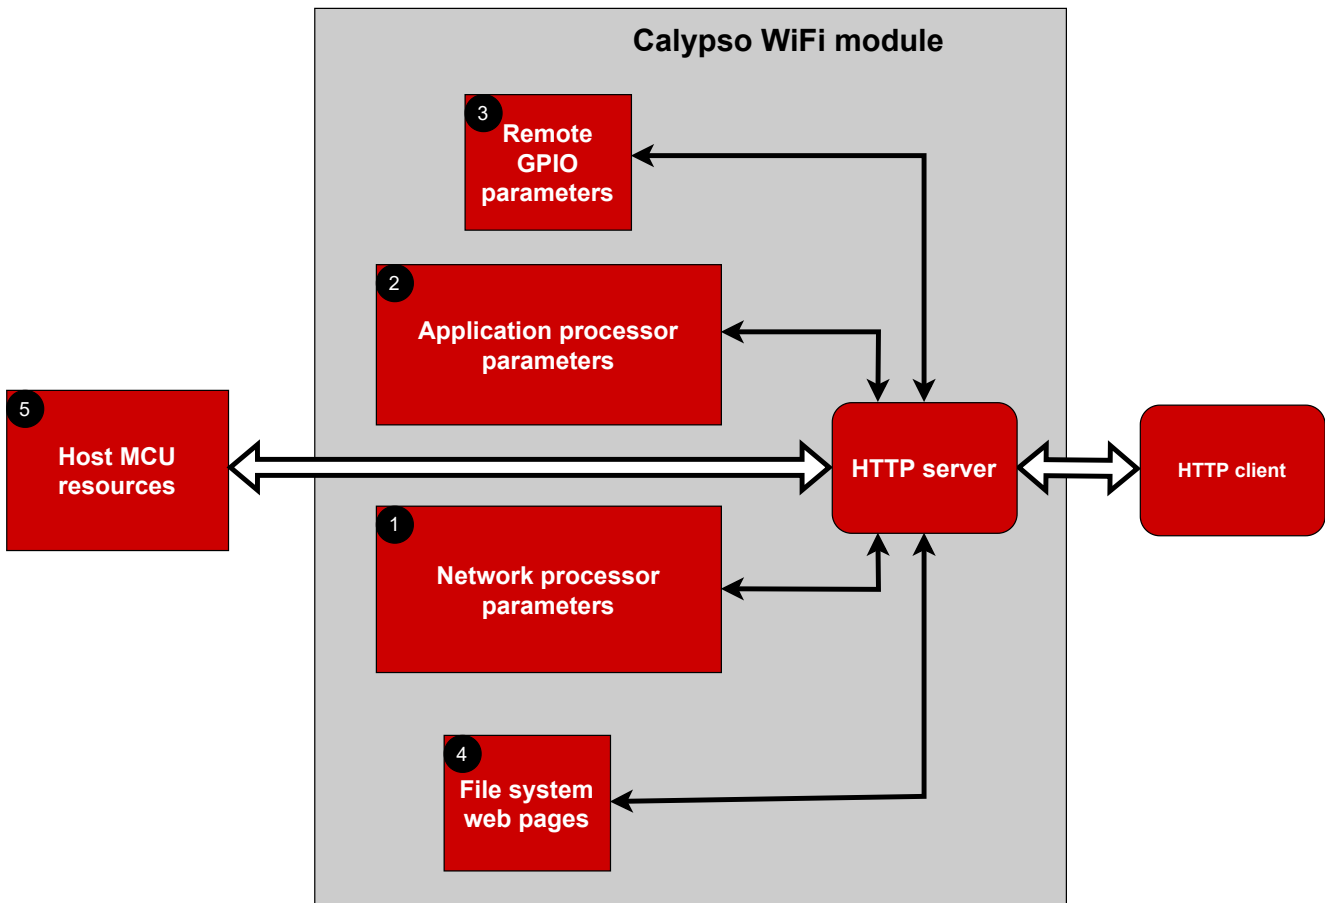 Calypso WiFi module
3
Remote
GPIO
parameters
2
Application processor
parameters
5
Host MCU
resources
HTTP server
HTTP client
1
Network processor
parameters
4
File system
web pages